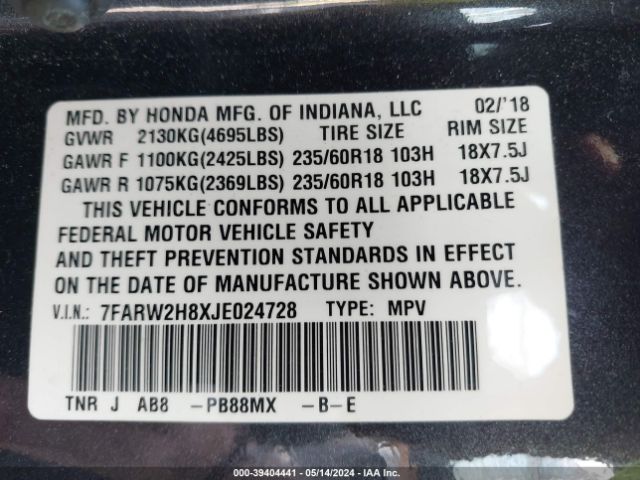 MFD. BY HONDA MFG. OF INDIANA, LLC 02/'18
GVWR 2130KG(4695LBS) TIRE SIZE RIM SIZE
GAWR F 1100KG(2425LBS) 235/60R18 103H 18X7.5J
GAWR R 1075KG(2369LBS) 235/60R18 103H 18X7.5J
THIS VEHICLE CONFORMS TO ALL APPLICABLE
FEDERAL MOTOR VEHICLE SAFETY
AND THEFT PREVENTION STANDARDS IN EFFECT
ON THE DATE OF MANUFACTURE SHOWN ABOVE.
V.I.N.: 7FARW2H8XJE024728 TYPE: MPV
TNR J AB8 -PB88MX -B-E
000-39404441 - 05/14/2024 - IAA Inc.